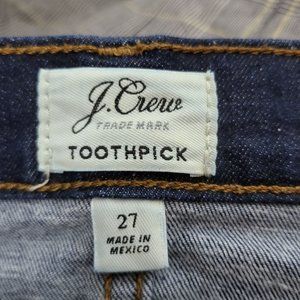 J.Crew
TRADE MARK
TOOTHPICK
27
MADE IN
MEXICO